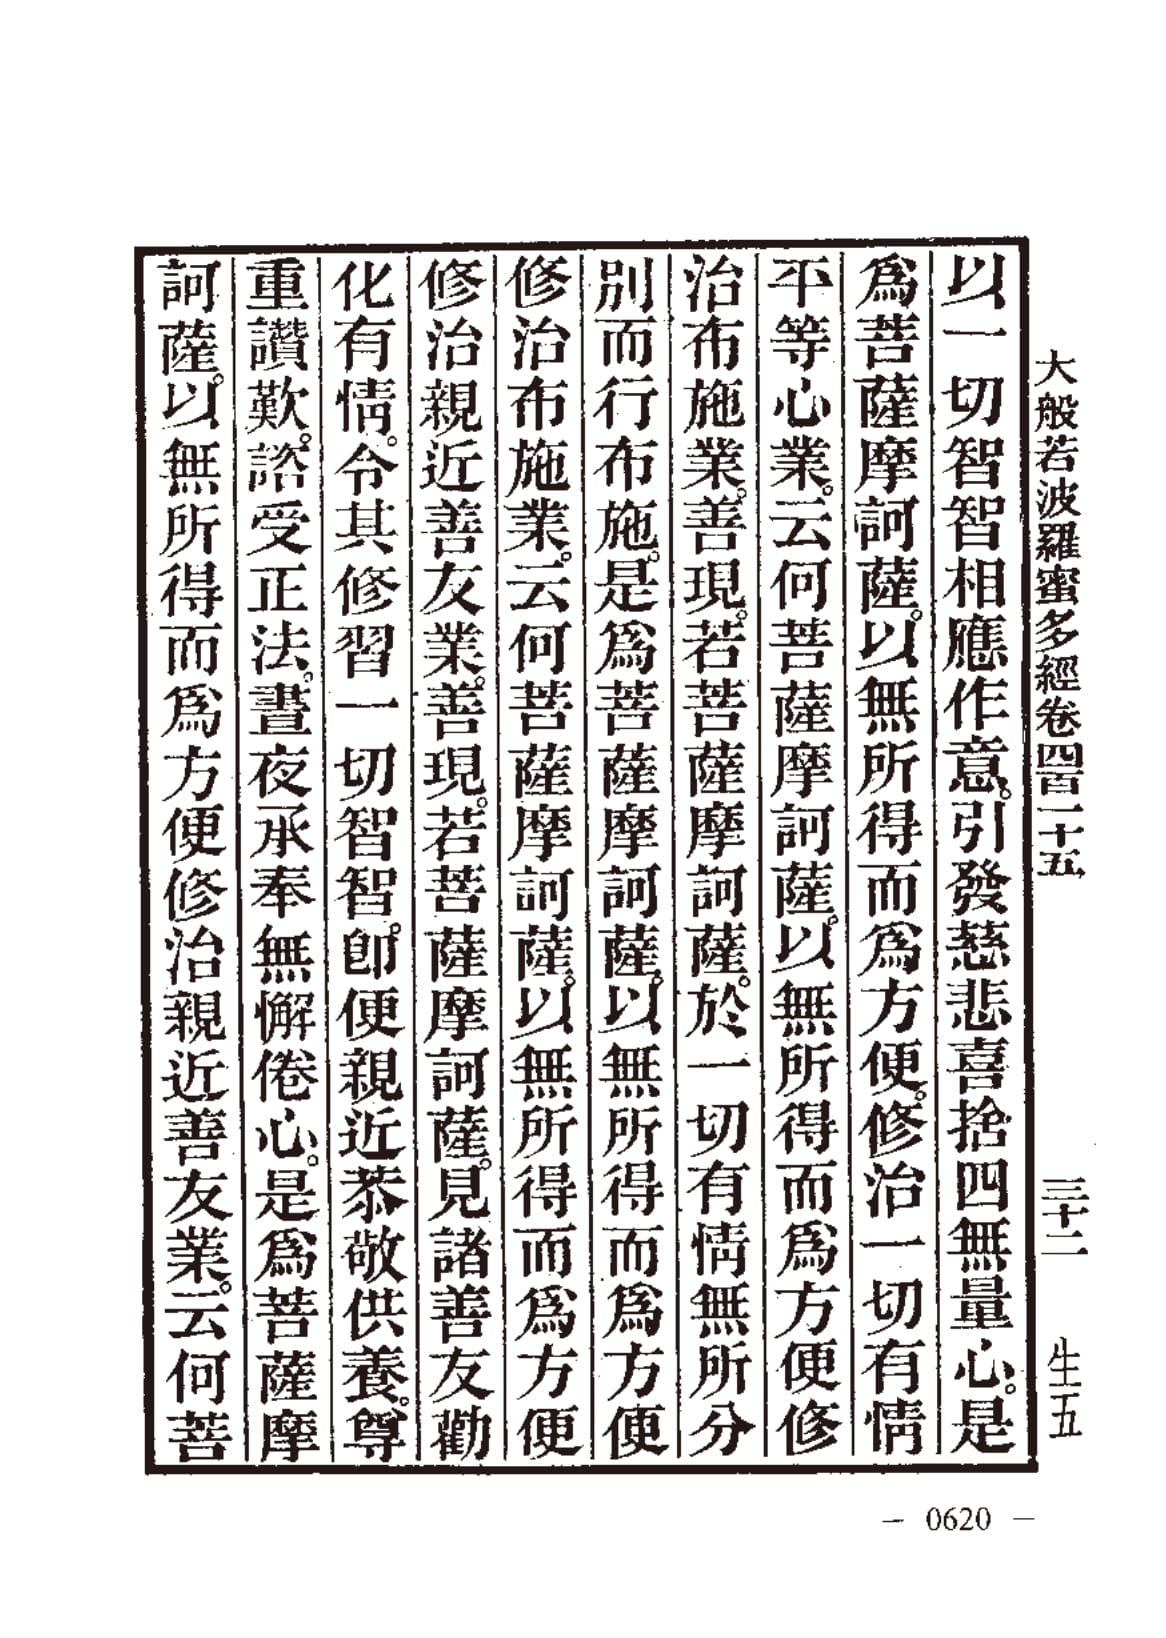 大般若波羅蜜多經卷四百一十五 三十二 生五
以一切智智相應作意。引發慈悲喜捨四無量心。是
爲菩薩摩訶薩。以無所得而爲方便。修治一切有情
平等心業。云何菩薩摩訶薩。以無所得而爲方便修
治布施業。善現。若菩薩摩訶薩。於一切有情無所分
別而行布施。是爲菩薩摩訶薩。以無所得而爲方便
修治布施業。云何菩薩摩訶薩。以無所得而爲方便
修治親近善友業。善現。若菩薩摩訶薩。見諸善友勸
化有情。令其修習一切智智。卽便親近恭敬供養。尊
重讚歎。諮受正法。晝夜承奉無懈倦心。是爲菩薩摩
訶薩。以無所得而爲方便修治親近善友業。云何菩
— 0620 —